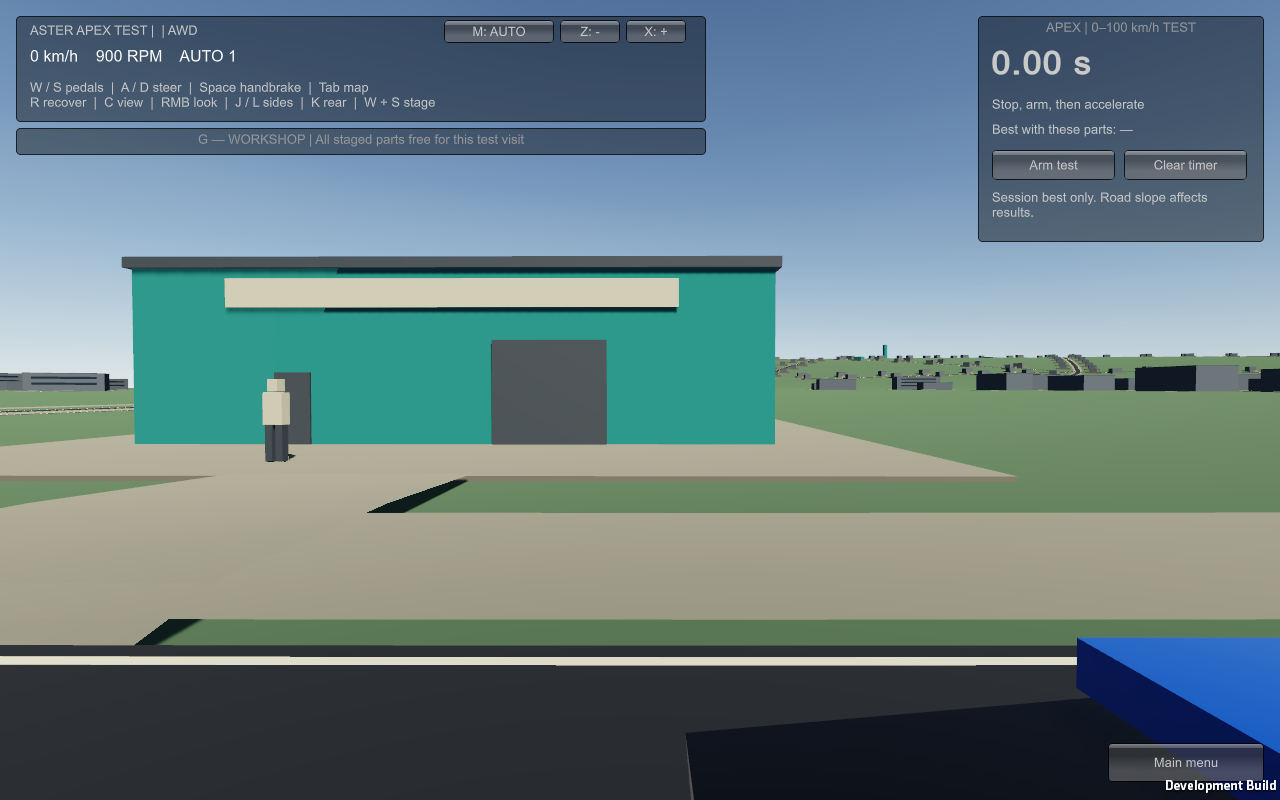 ASTER APEX TEST | | AWD
M: AUTO
Z: -
X: +
0 km/h 900 RPM AUTO 1
W / S pedals | A / D steer | Space handbrake | Tab map
R recover | C view | RMB look | J / L sides | K rear | W + S stage
G — WORKSHOP | All staged parts free for this test visit
APEX | 0–100 km/h TEST
0.00 s
Stop, arm, then accelerate
Best with these parts: —
Arm test
Clear timer
Session best only. Road slope affects
results.
Main menu
Development Build